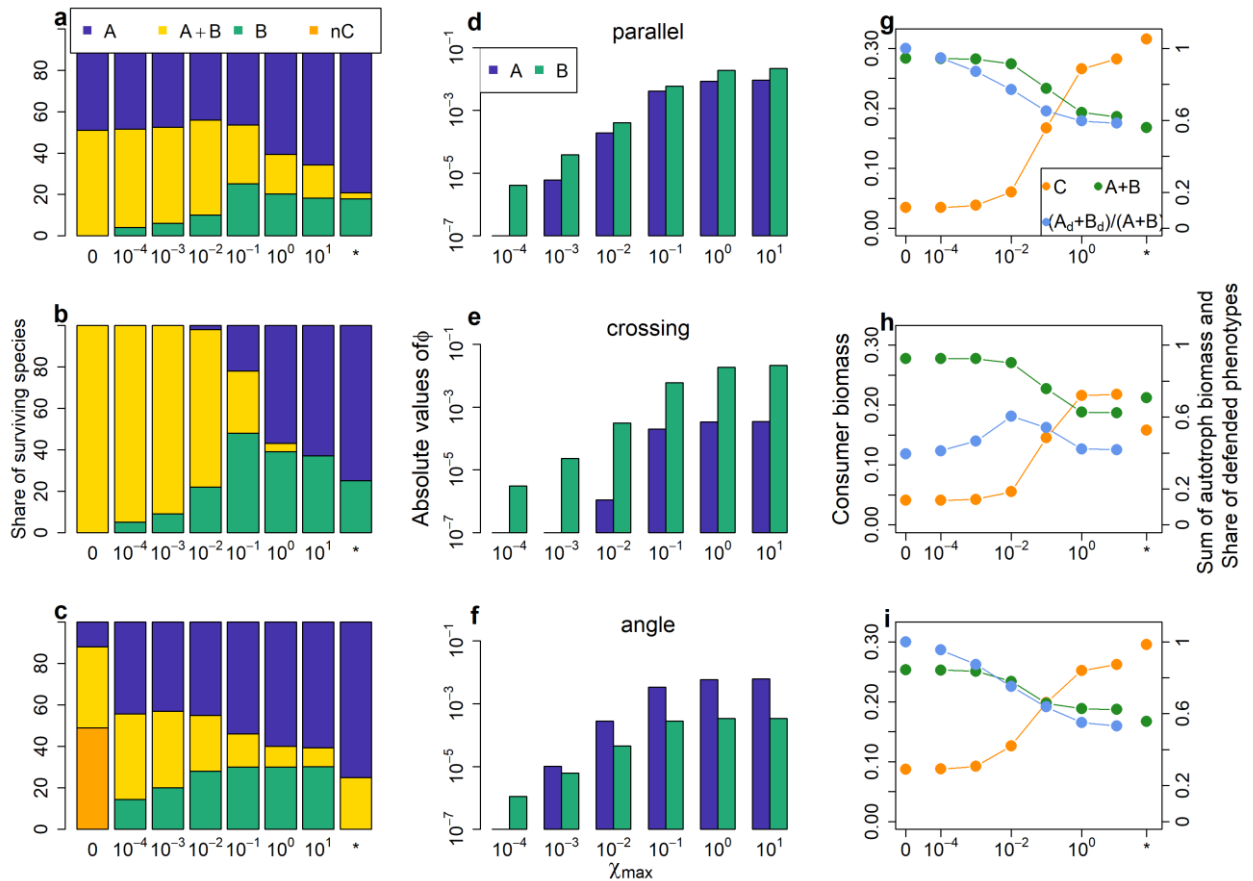 a
A A + B B nC
0 20 40 60 80
0 10⁻⁴ 10⁻³ 10⁻² 10⁻¹ 10⁰ 10¹ *
d
parallel
A B
10⁻¹ 10⁻³ 10⁻⁵ 10⁻⁷
10⁻⁴ 10⁻³ 10⁻² 10⁻¹ 10⁰ 10¹
g
0.30 0.20 0.10 0.00
C A+B
(A_d+B_d)/(A+B)
1 0.8 0.6 0.4 0.2 0
0 10⁻⁴ 10⁻² 10⁰ *
b
Share of surviving species
0 20 40 60 80
0 10⁻⁴ 10⁻³ 10⁻² 10⁻¹ 10⁰ 10¹ *
e
crossing
Absolute values of ϕ
10⁻¹ 10⁻³ 10⁻⁵ 10⁻⁷
10⁻⁴ 10⁻³ 10⁻² 10⁻¹ 10⁰ 10¹
h
Consumer biomass
0.30 0.20 0.10 0.00
1 0.8 0.6 0.4 0.2 0
Sum of autotroph biomass and
Share of defended phenotypes
0 10⁻⁴ 10⁻² 10⁰ *
c
0 20 40 60 80
0 10⁻⁴ 10⁻³ 10⁻² 10⁻¹ 10⁰ 10¹ *
f
angle
10⁻¹ 10⁻³ 10⁻⁵ 10⁻⁷
10⁻⁴ 10⁻³ 10⁻² 10⁻¹ 10⁰ 10¹
χmax
i
0.30 0.20 0.10 0.00
1 0.8 0.6 0.4 0.2 0
0 10⁻⁴ 10⁻² 10⁰ *